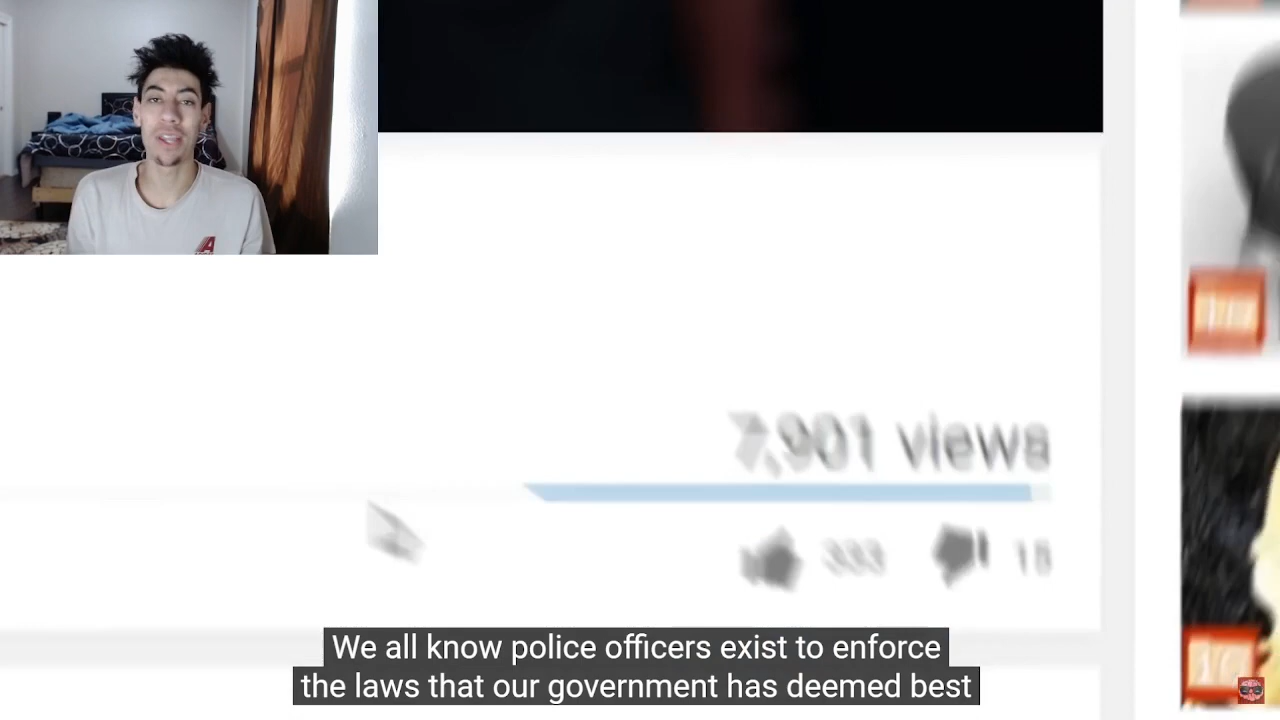 A
7,901 views
333
We all know police officers exist to enforce
the laws that our government has deemed best